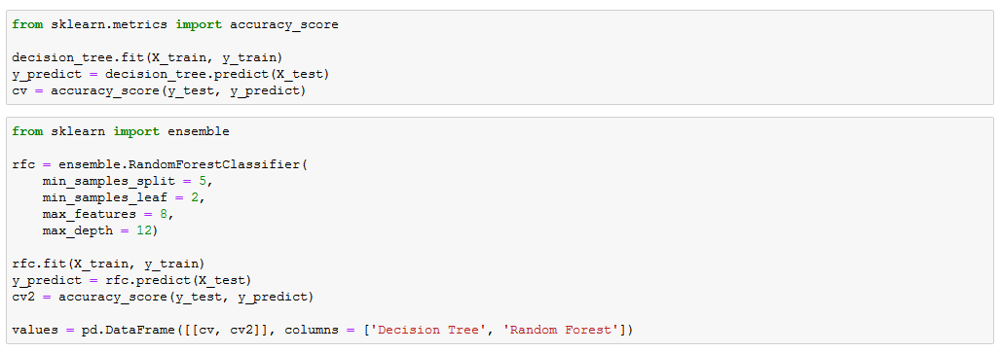 from sklearn.metrics import accuracy_score
decision_tree.fit(X_train, y_train)
y_predict = decision_tree.predict(X_test)
cv = accuracy_score(y_test, y_predict)
from sklearn import ensemble
rfc = ensemble.RandomForestClassifier(
    min_samples_split = 5,
    min_samples_leaf = 2,
    max_features = 8,
    max_depth = 12)
rfc.fit(X_train, y_train)
y_predict = rfc.predict(X_test)
cv2 = accuracy_score(y_test, y_predict)
values = pd.DataFrame([[cv, cv2]], columns = ['Decision Tree', 'Random Forest'])